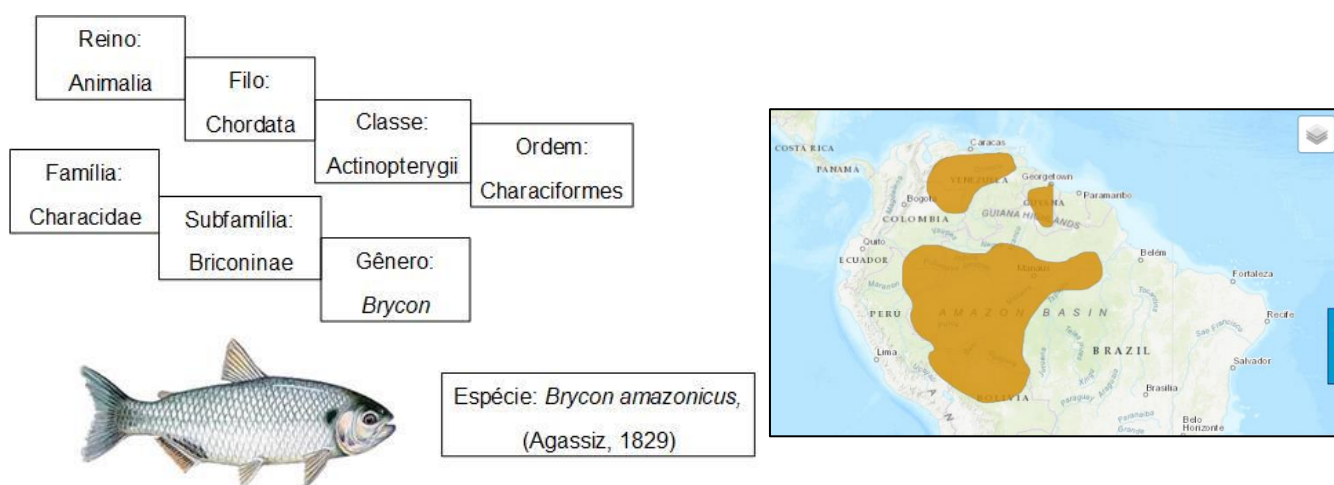 Reino:
Animalia
Filo:
Chordata
Classe:
Actinopterygii
Ordem:
Characiformes
Família:
Characidae
Subfamília:
Briconinae
Gênero:
Brycon
Espécie: Brycon amazonicus,
(Agassiz, 1829)
COSTA RICA
PANAMÁ
Caracas
VENEZUELA
Georgetown
Paramaribo
GUYANA
Bogotá
COLOMBIA
GUIANA HIGHLANDS
Quito
ECUADOR
Manaus
Belém
Fortaleza
PERU
AMAZON BASIN
Recife
Lima
BRAZIL
Salvador
BOLIVIA
Brasília
Belo
Horizonte